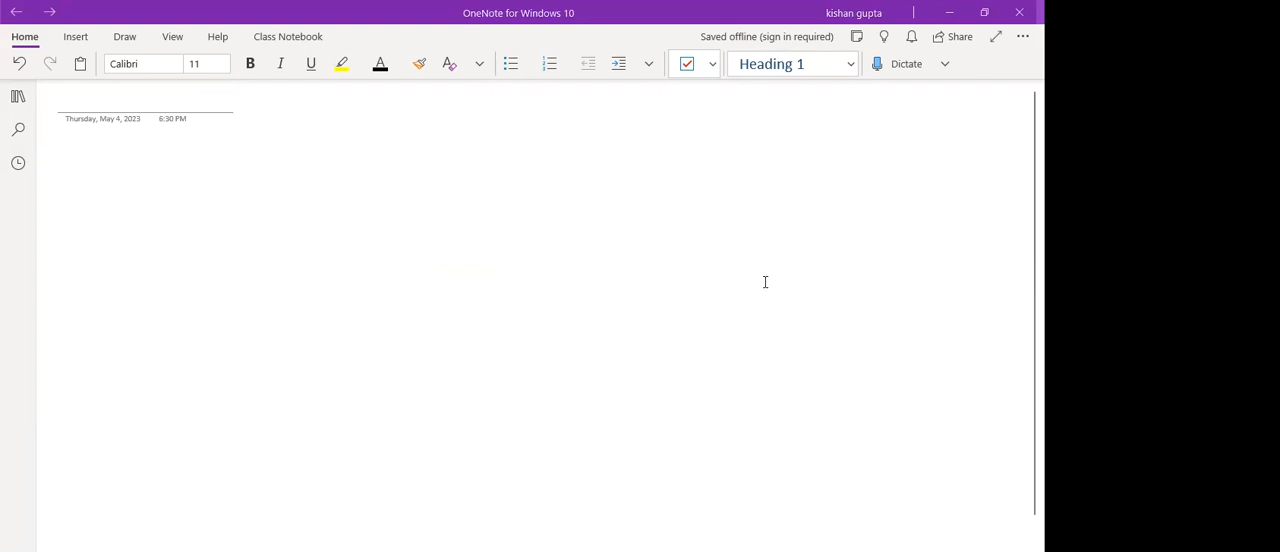 OneNote for Windows 10
kishan gupta
Home Insert Draw View Help Class Notebook
Saved offline (sign in required) Share
Calibri 11 B I U A Heading 1 Dictate
Thursday, May 4, 2023 6:30 PM